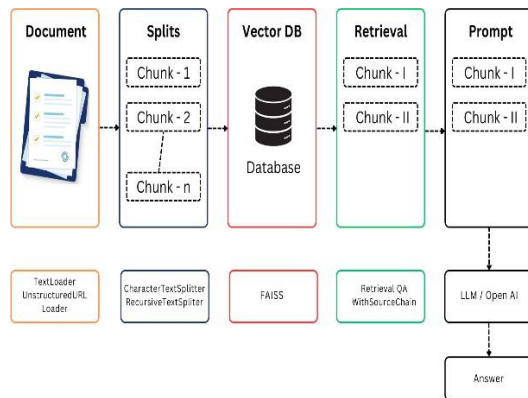 Document
Splits
Vector DB
Retrieval
Prompt
Chunk - 1
Chunk - 2
Chunk - n
Database
Chunk - I
Chunk - II
Chunk - I
Chunk - II
TextLoader
UnstructuredURL
Loader
CharacterTextSplitter
RecursiveTextSpliter
FAISS
Retrieval QA
WithSourceChain
LLM / Open AI
Answer